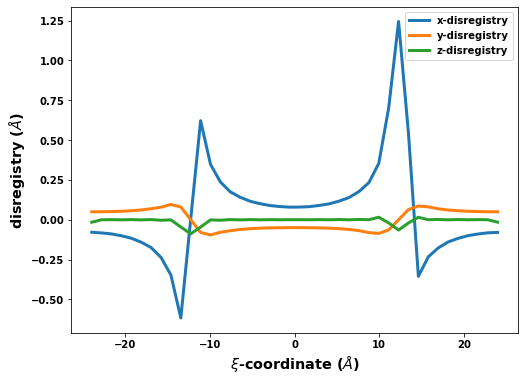 x-disregistry
y-disregistry
z-disregistry
disregistry (Å)
1.25
1.00
0.75
0.50
0.25
0.00
−0.25
−0.50
−20
−10
0
10
20
ξ-coordinate (Å)